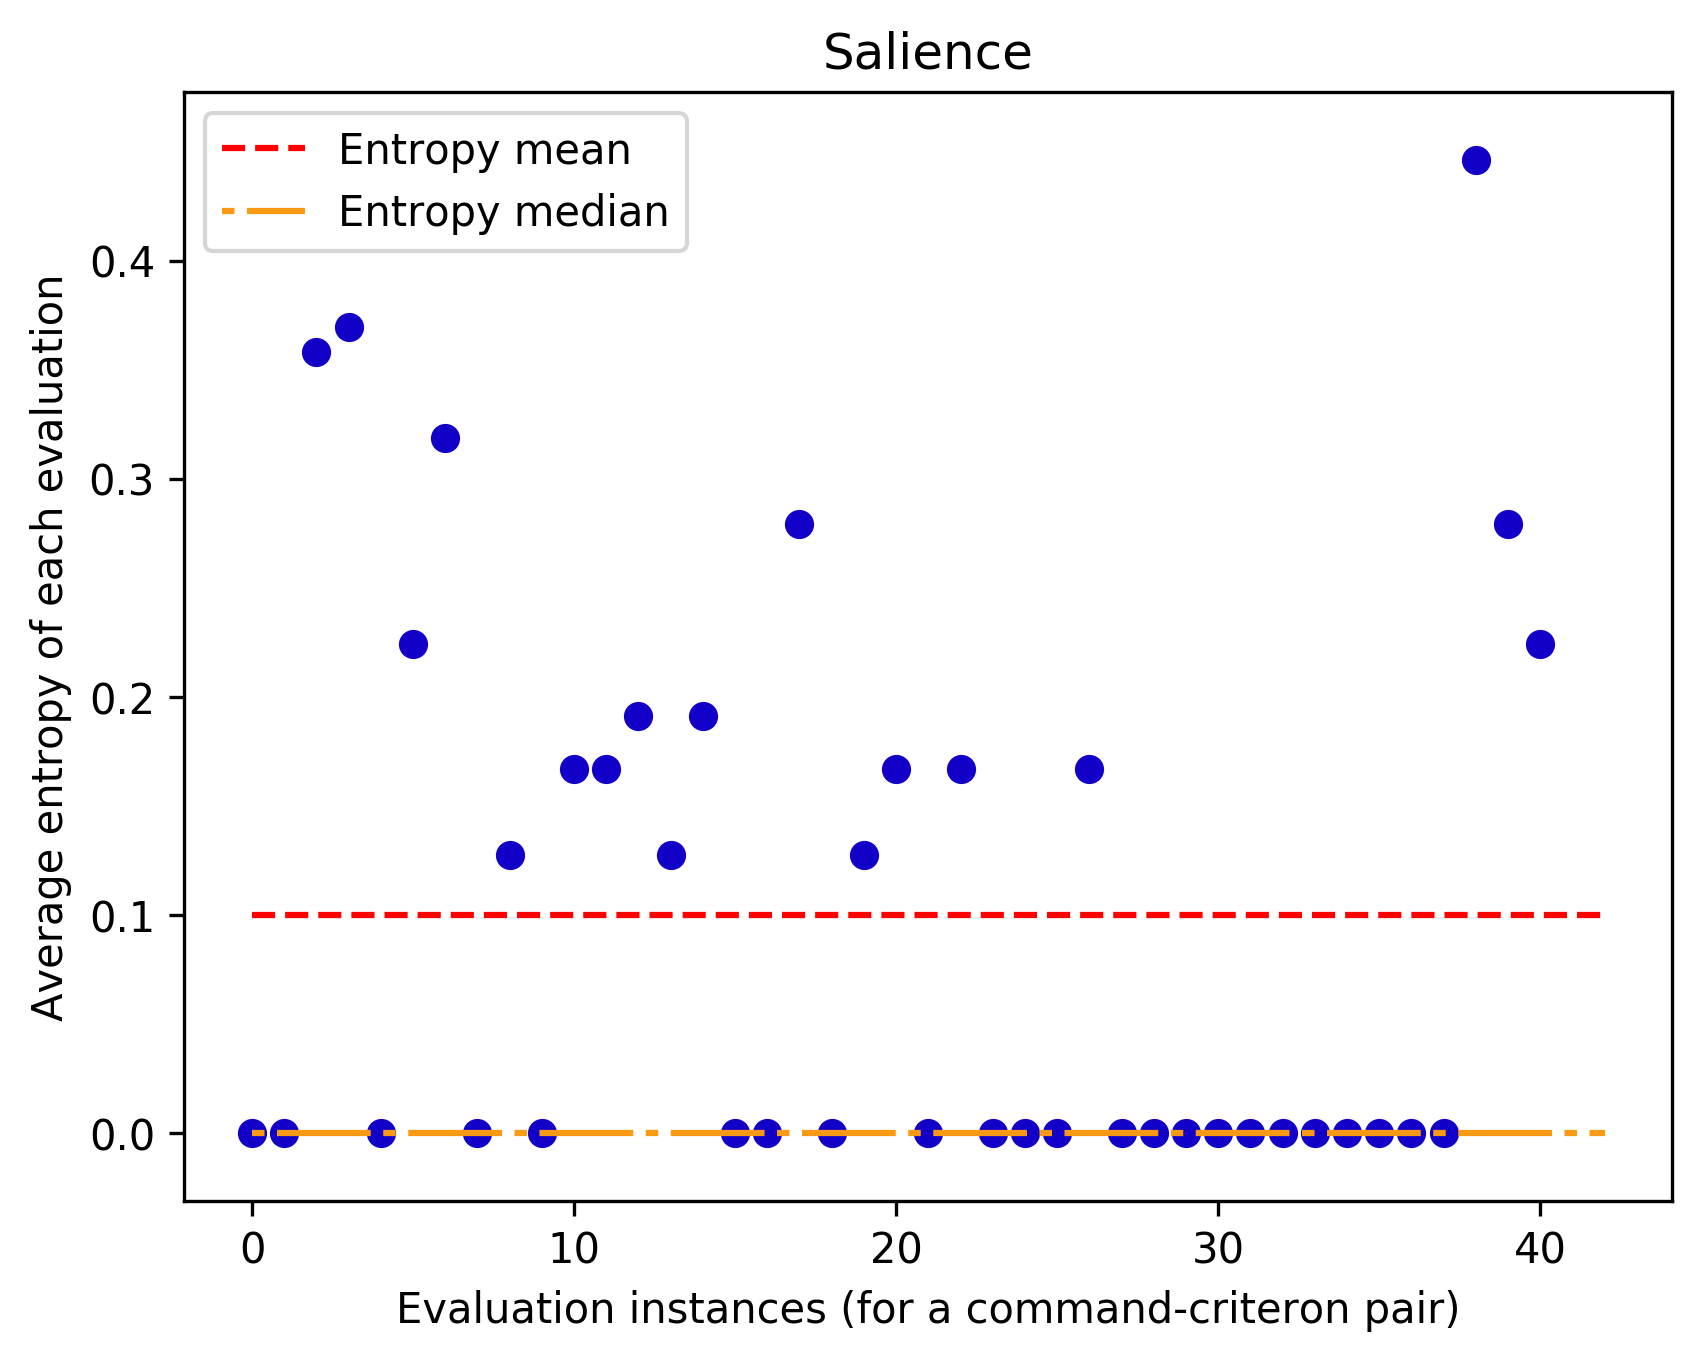 Salience
Entropy mean
Entropy median
Average entropy of each evaluation
0.4
0.3
0.2
0.1
0.0
0 10 20 30 40
Evaluation instances (for a command-criteron pair)